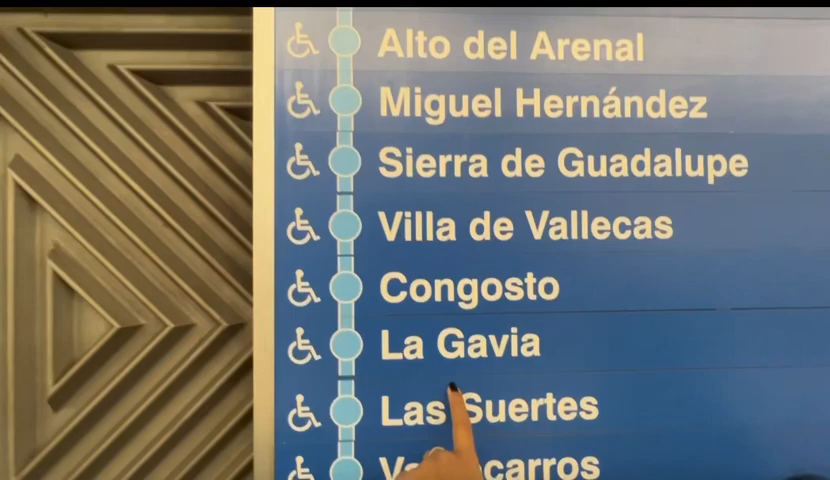 Alto del Arenal
Miguel Hernández
Sierra de Guadalupe
Villa de Vallecas
Congosto
La Gavia
Las Suertes